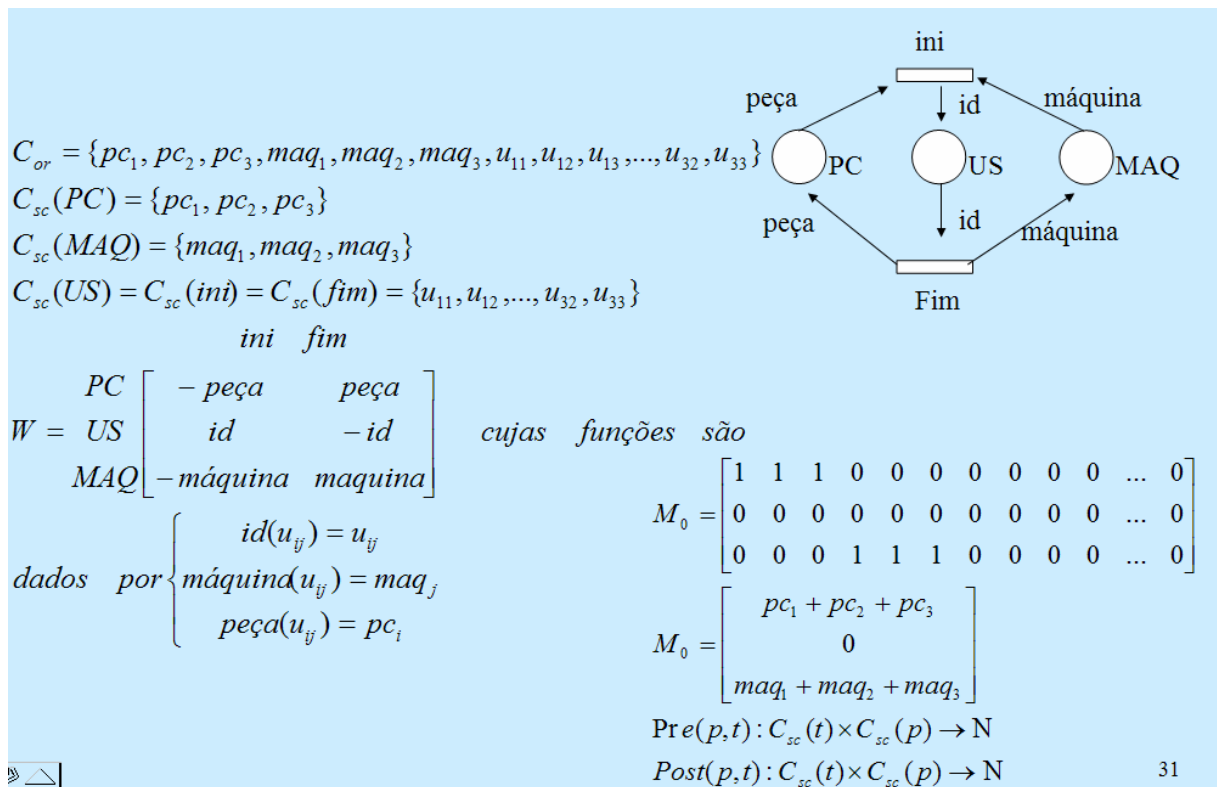 ini
peça id máquina
C_or = {pc_1, pc_2, pc_3, maq_1, maq_2, maq_3, u_11, u_12, u_13, ..., u_32, u_33}
PC US MAQ
C_sc(PC) = {pc_1, pc_2, pc_3}
peça id máquina
C_sc(MAQ) = {maq_1, maq_2, maq_3}
C_sc(US) = C_sc(ini) = C_sc(fim) = {u_11, u_12, ..., u_32, u_33}
Fim
ini fim
PC − peça peça
W = US id − id cujas funções são
MAQ − máquina maquina
dados por
id(u_ij) = u_ij
máquina(u_ij) = maq_j
peça(u_ij) = pc_i
1 1 1 0 0 0 0 0 0 0 ... 0
M_0 = 0 0 0 0 0 0 0 0 0 0 ... 0
0 0 0 1 1 1 0 0 0 0 ... 0
pc_1 + pc_2 + pc_3
M_0 = 0
maq_1 + maq_2 + maq_3
Pre(p,t) : C_sc(t) × C_sc(p) → N
Post(p,t) : C_sc(t) × C_sc(p) → N
31